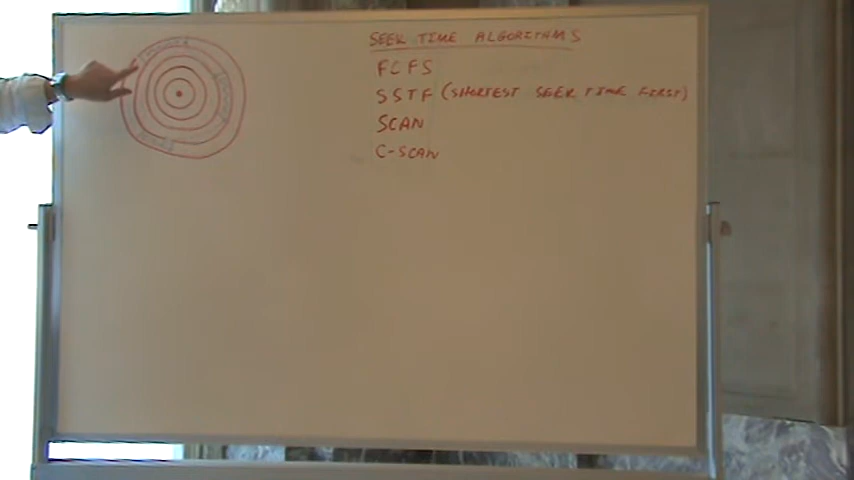 SEEK TIME ALGORITHMS
FCFS
SSTF (SHORTEST SEEK TIME FIRST)
SCAN
C-SCAN